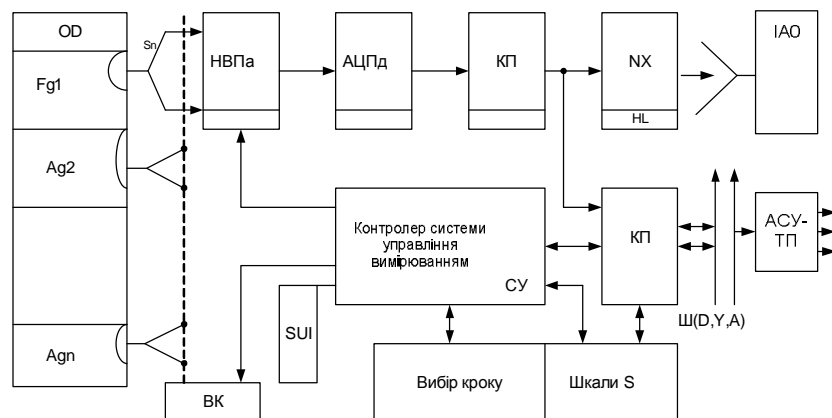 OD
Sn
НВПа
АЦПд
КП
NX
ІАО
Fg1
HL
Ag2
Контролер системи
управління
вимірюванням
КП
АСУ-
ТП
СУ
SUI
Ш(D,Y,A)
Agn
ВК
Вибір кроку
Шкали S